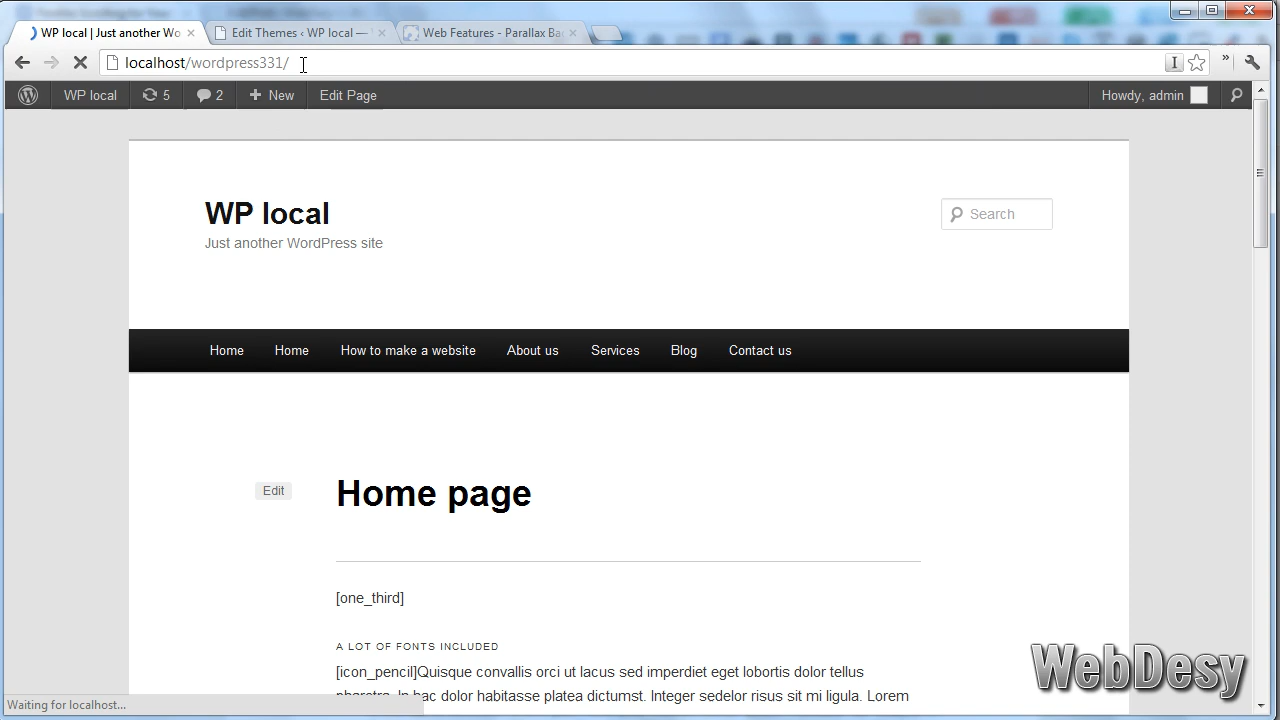 WP local | Just another Wo
Edit Themes ‹ WP local —
Web Features - Parallax Ba
localhost/wordpress331/
WP local
5
2
New
Edit Page
Howdy, admin
WP local
Just another WordPress site
Search
Home
Home
How to make a website
About us
Services
Blog
Contact us
Edit
Home page
[one_third]
A LOT OF FONTS INCLUDED
[icon_pencil]Quisque convallis orci ut lacus sed imperdiet eget lobortis dolor tellus
pharetra. In hac dolor habitasse platea dictumst. Integer sedelor risus sit mi ligula. Lorem
WebDesy
Waiting for localhost...